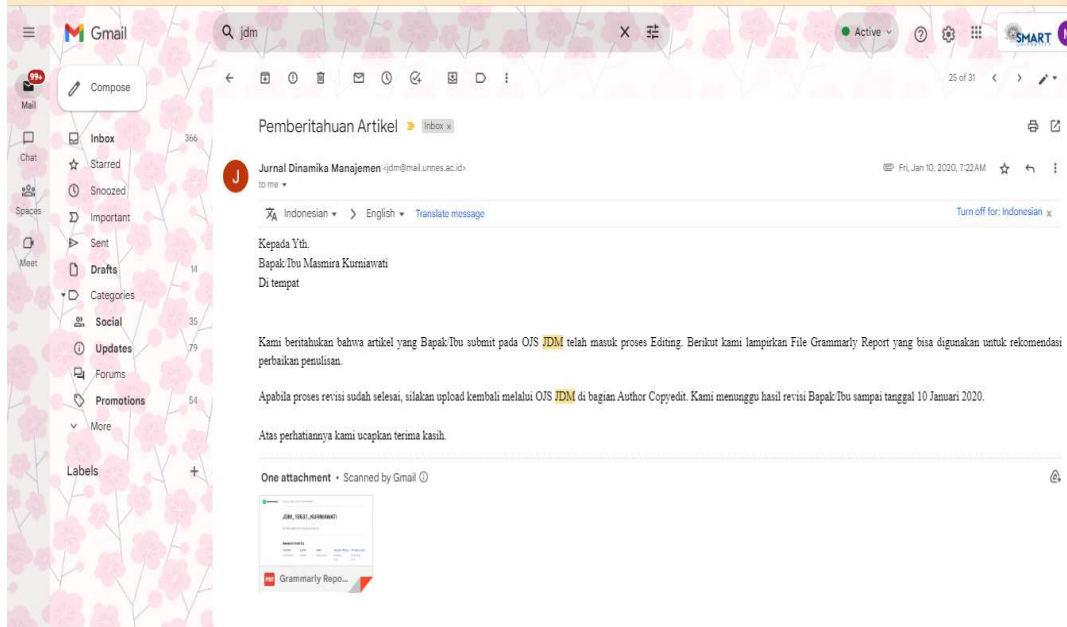 Gmail
jdm
Active
SMART
99+
Mail
Compose
25 of 31
Chat
Spaces
Meet
Inbox 366
Starred
Snoozed
Important
Sent
Drafts 14
Categories
Social 35
Updates 79
Forums
Promotions 54
More
Labels
Pemberitahuan Artikel Inbox x
Jurnal Dinamika Manajemen <jdm@mail.unnes.ac.id>
Fri, Jan 10, 2020, 7:22 AM
to me
Indonesian > English Translate message
Turn off for: Indonesian x
Kepada Yth.
Bapak/Ibu Masmira Kurniawati
Di tempat
Kami beritahukan bahwa artikel yang Bapak/Ibu submit pada OJS JDM telah masuk proses Editing. Berikut kami lampirkan File Grammarly Report yang bisa digunakan untuk rekomendasi
perbaikan penulisan.
Apabila proses revisi sudah selesai, silakan upload kembali melalui OJS JDM di bagian Author Copyedit. Kami menunggu hasil revisi Bapak/Ibu sampai tanggal 10 Januari 2020.
Atas perhatiannya kami ucapkan terima kasih.
One attachment • Scanned by Gmail
PDF Grammarly Repo...